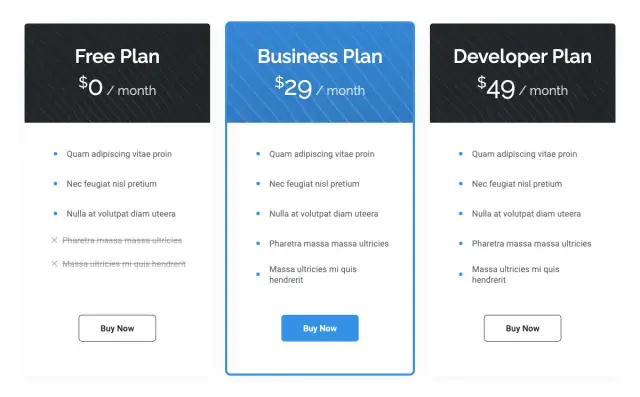 Free Plan
$0 / month
Quam adipiscing vitae proin
Nec feugiat nisl pretium
Nulla at volutpat diam uteera
Pharetra massa massa ultricies
Massa ultricies mi quis hendrerit
Buy Now
Business Plan
$29 / month
Quam adipiscing vitae proin
Nec feugiat nisl pretium
Nulla at volutpat diam uteera
Pharetra massa massa ultricies
Massa ultricies mi quis
hendrerit
Buy Now
Developer Plan
$49 / month
Quam adipiscing vitae proin
Nec feugiat nisl pretium
Nulla at volutpat diam uteera
Pharetra massa massa ultricies
Massa ultricies mi quis
hendrerit
Buy Now